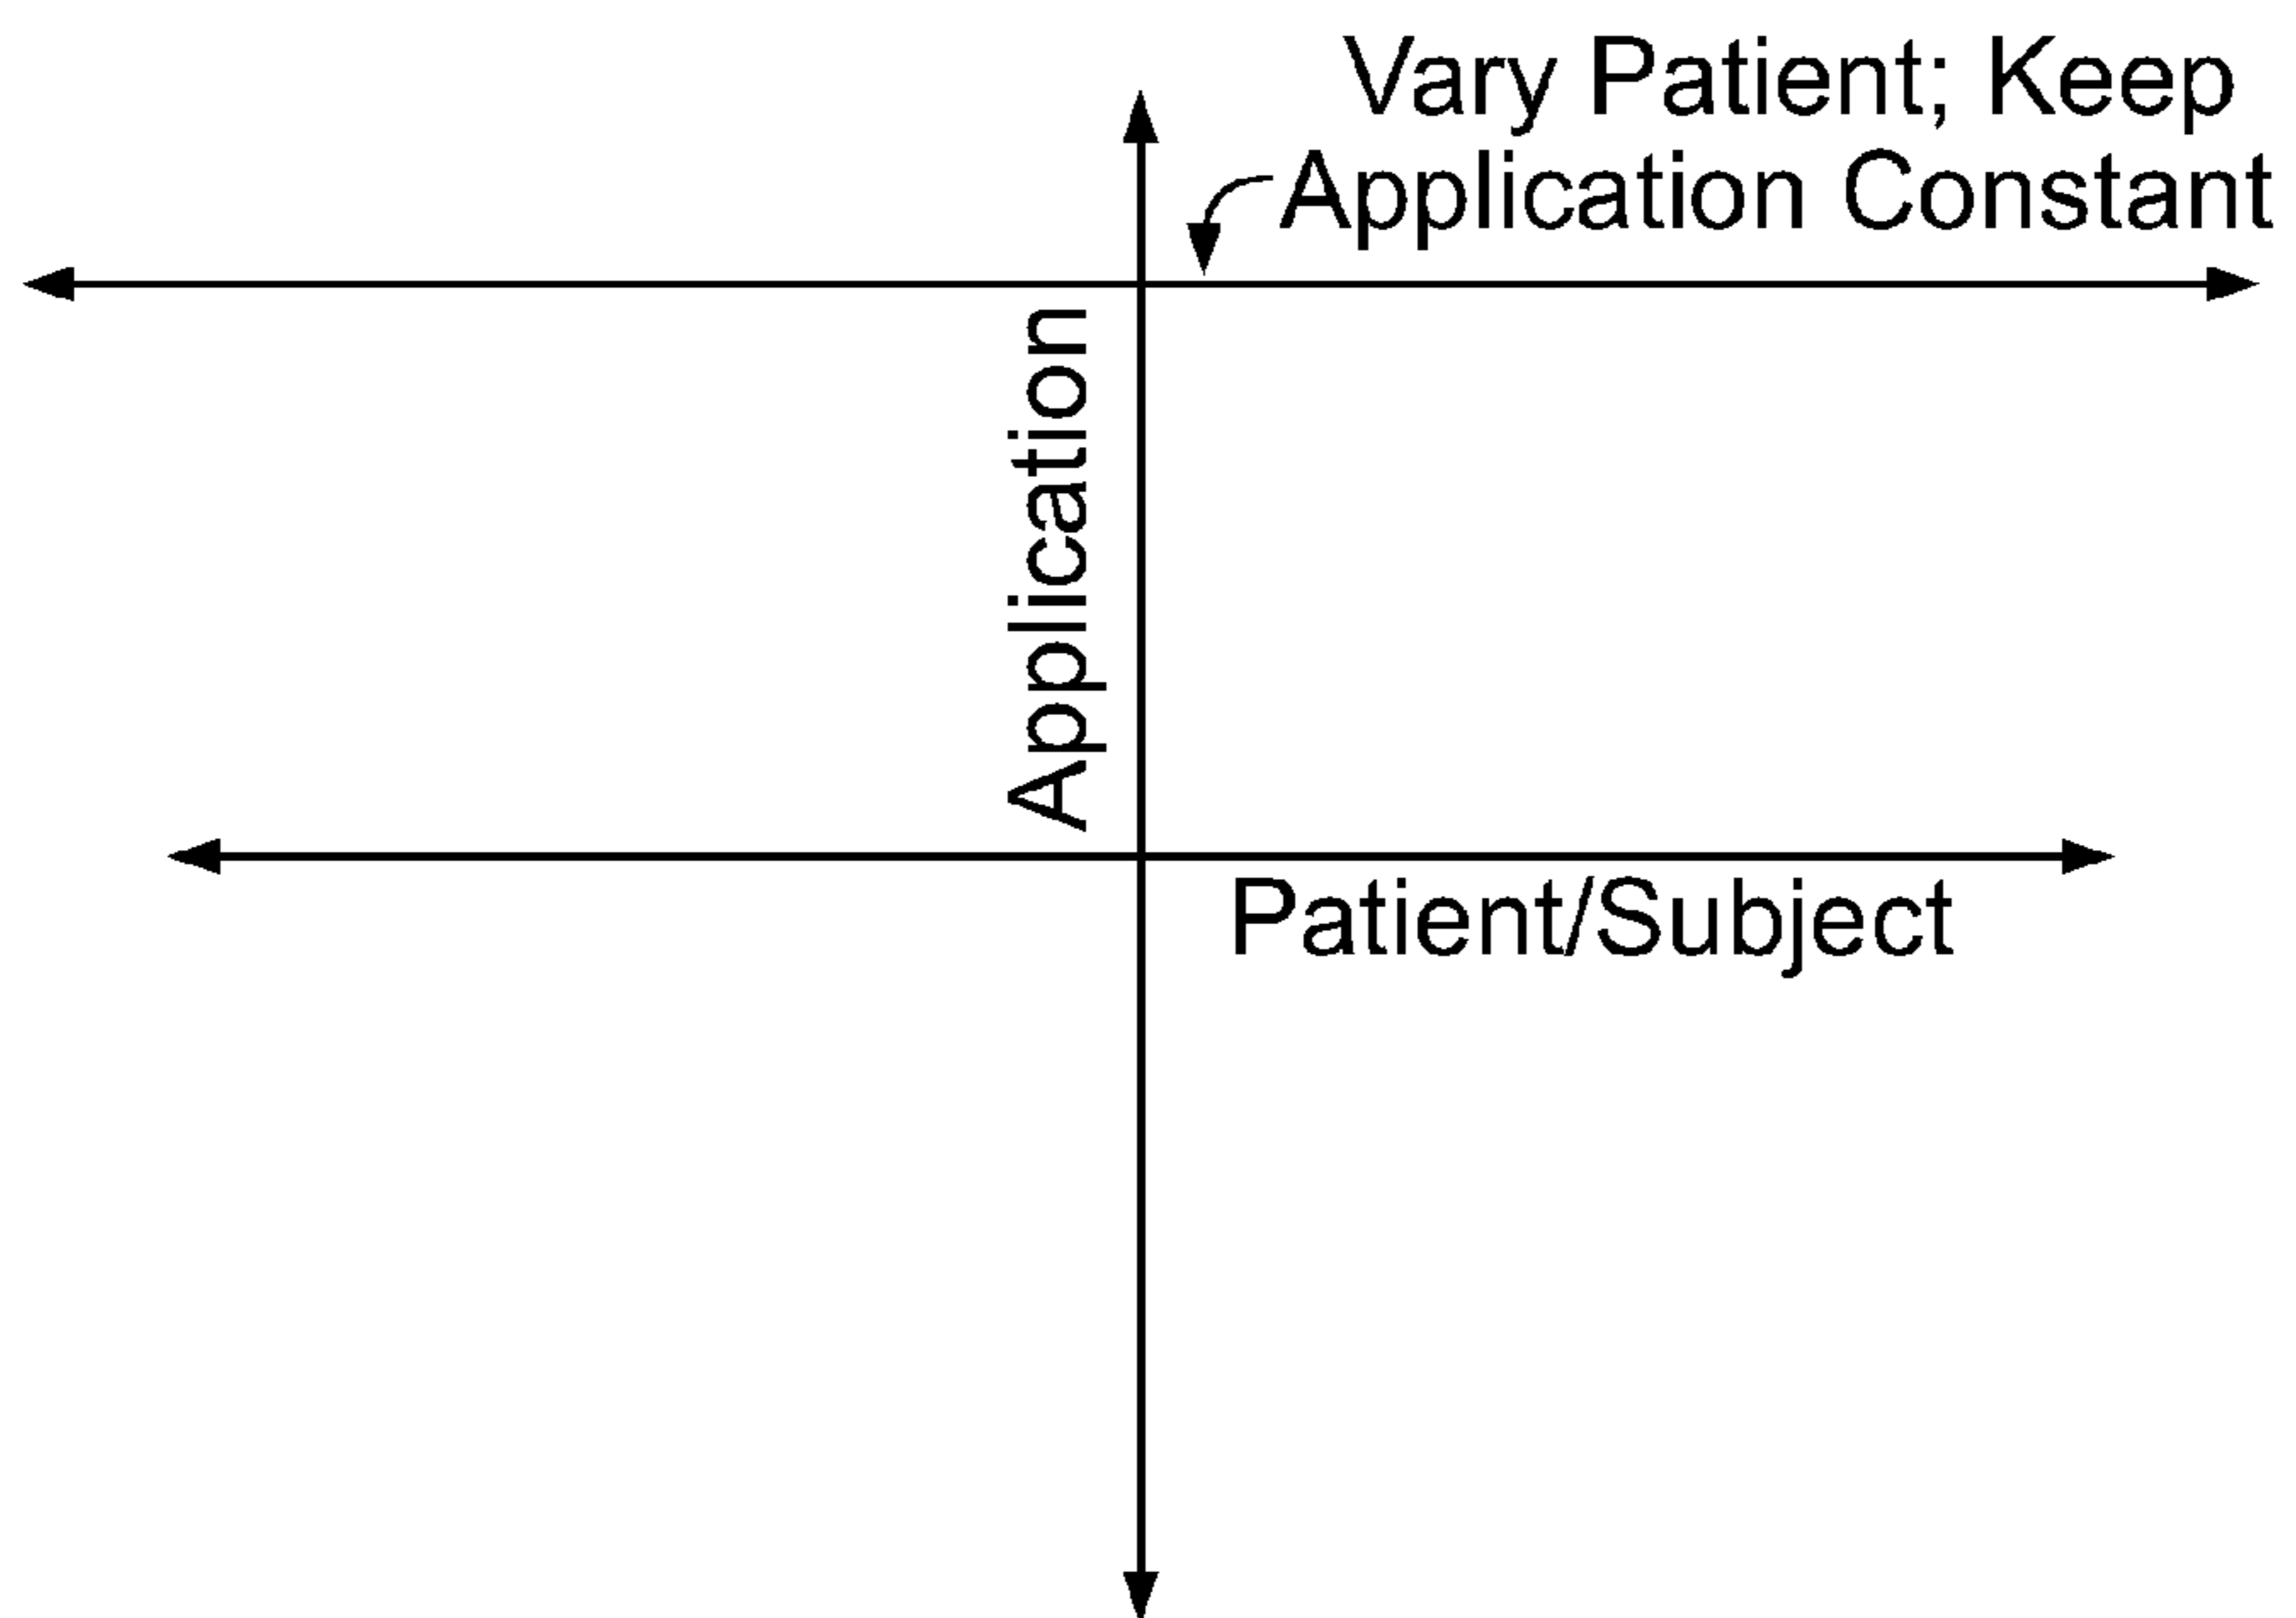 Vary Patient; Keep
Application Constant
Application
Patient/Subject